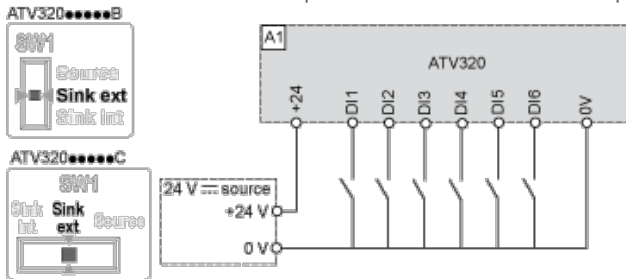 ATV320●●●●●B
SW1
Source
Sink ext
Sink Int
A1
ATV320
+24
DI1
DI2
DI3
DI4
DI5
DI6
0V
ATV320●●●●●C
SW1
Sink Int
Sink ext
Source
24 V ⎓ source
+24 V
0 V